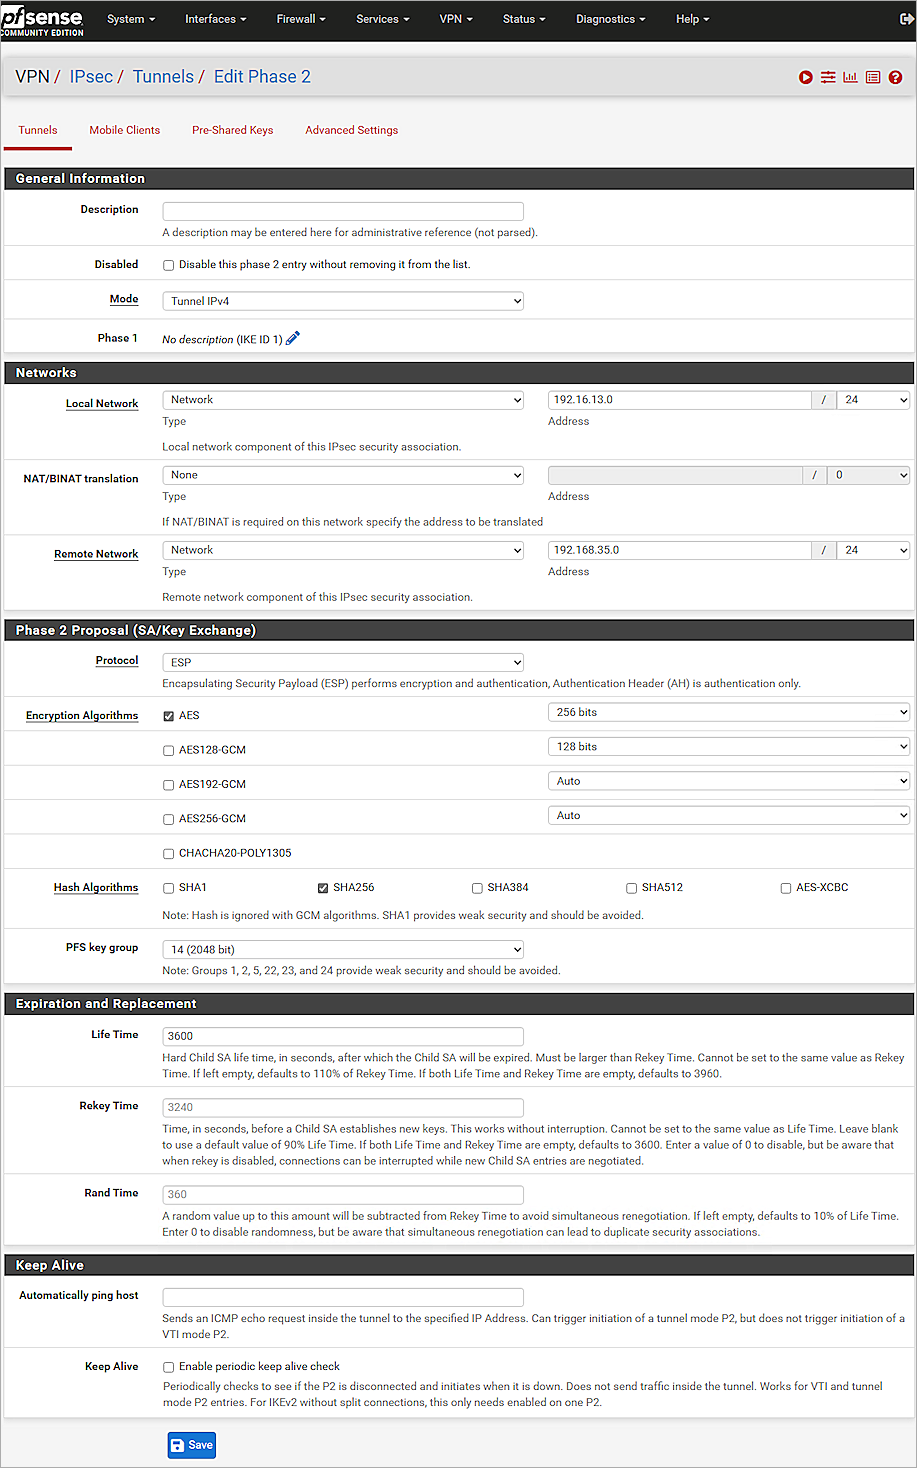 pfsense
COMMUNITY EDITION
System Interfaces Firewall Services VPN Status Diagnostics Help
VPN / IPsec / Tunnels / Edit Phase 2
Tunnels Mobile Clients Pre-Shared Keys Advanced Settings
General Information
Description
A description may be entered here for administrative reference (not parsed).
Disabled Disable this phase 2 entry without removing it from the list.
Mode Tunnel IPv4
Phase 1 No description (IKE ID 1)
Networks
Local Network Network 192.16.13.0 / 24
Type Address
Local network component of this IPsec security association.
NAT/BINAT translation None / 0
Type Address
If NAT/BINAT is required on this network specify the address to be translated
Remote Network Network 192.168.35.0 / 24
Type Address
Remote network component of this IPsec security association.
Phase 2 Proposal (SA/Key Exchange)
Protocol ESP
Encapsulating Security Payload (ESP) performs encryption and authentication, Authentication Header (AH) is authentication only.
Encryption Algorithms AES 256 bits
AES128-GCM 128 bits
AES192-GCM Auto
AES256-GCM Auto
CHACHA20-POLY1305
Hash Algorithms SHA1 SHA256 SHA384 SHA512 AES-XCBC
Note: Hash is ignored with GCM algorithms. SHA1 provides weak security and should be avoided.
PFS key group 14 (2048 bit)
Note: Groups 1, 2, 5, 22, 23, and 24 provide weak security and should be avoided.
Expiration and Replacement
Life Time 3600
Hard Child SA life time, in seconds, after which the Child SA will be expired. Must be larger than Rekey Time. Cannot be set to the same value as Rekey
Time. If left empty, defaults to 110% of Rekey Time. If both Life Time and Rekey Time are empty, defaults to 3960.
Rekey Time 3240
Time, in seconds, before a Child SA establishes new keys. This works without interruption. Cannot be set to the same value as Life Time. Leave blank
to use a default value of 90% Life Time. If both Life Time and Rekey Time are empty, defaults to 3600. Enter a value of 0 to disable, but be aware that
when rekey is disabled, connections can be interrupted while new Child SA entries are negotiated.
Rand Time 360
A random value up to this amount will be subtracted from Rekey Time to avoid simultaneous renegotiation. If left empty, defaults to 10% of Life Time.
Enter 0 to disable randomness, but be aware that simultaneous renegotiation can lead to duplicate security associations.
Keep Alive
Automatically ping host
Sends an ICMP echo request inside the tunnel to the specified IP Address. Can trigger initiation of a tunnel mode P2, but does not trigger initiation of a
VTI mode P2.
Keep Alive Enable periodic keep alive check
Periodically checks to see if the P2 is disconnected and initiates when it is down. Does not send traffic inside the tunnel. Works for VTI and tunnel
mode P2 entries. For IKEv2 without split connections, this only needs enabled on one P2.
Save